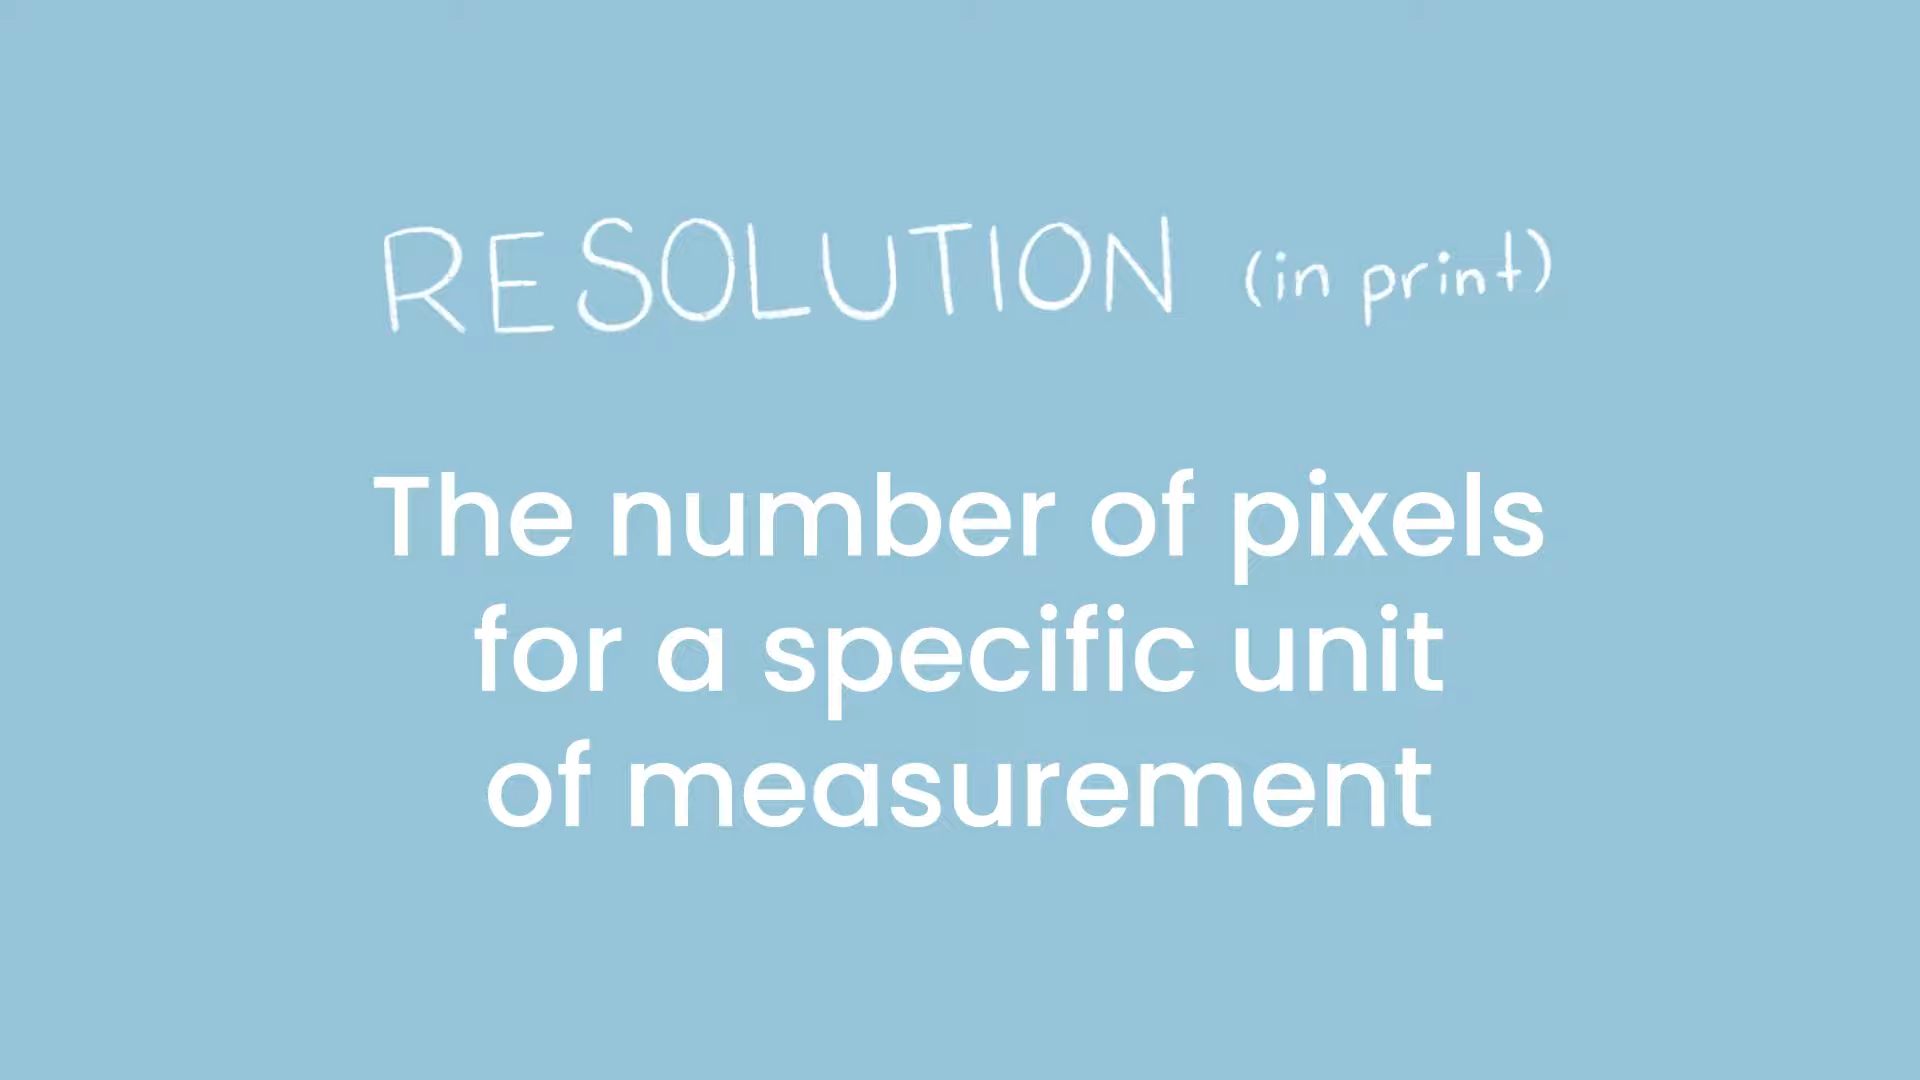 RESOLUTION (in print)
The number of pixels
for a specific unit
of measurement